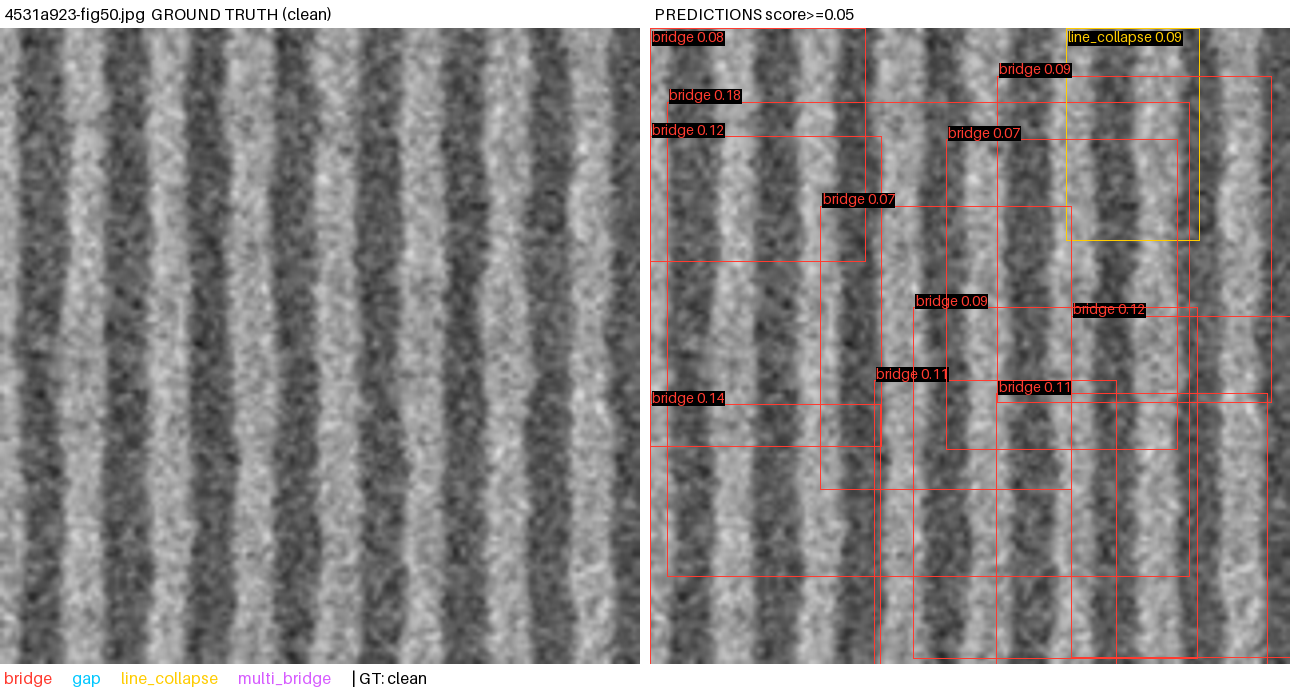 4531a923-fig50.jpg GROUND TRUTH (clean)
PREDICTIONS score>=0.05
bridge 0.08
line_collapse 0.09
bridge 0.09
bridge 0.18
bridge 0.12
bridge 0.07
bridge 0.07
bridge 0.09
bridge 0.12
bridge 0.11
bridge 0.11
bridge 0.14
bridge gap line_collapse multi_bridge | GT: clean